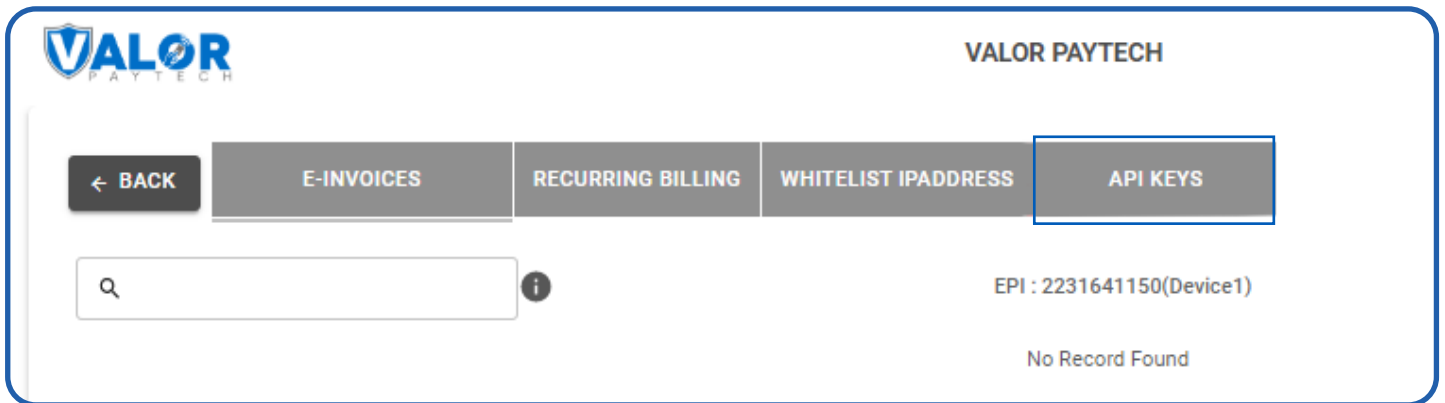 VALOR
PAYTECH
VALOR PAYTECH
← BACK
E-INVOICES
RECURRING BILLING
WHITELIST IPADDRESS
API KEYS
EPI : 2231641150(Device1)
No Record Found